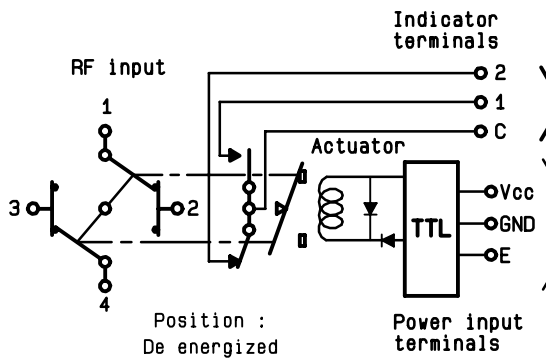 Indicator
terminals
RF input
2
1
1
C
Actuator
3
2
Vcc
TTL
GND
E
4
Position :
De energized
Power input
terminals